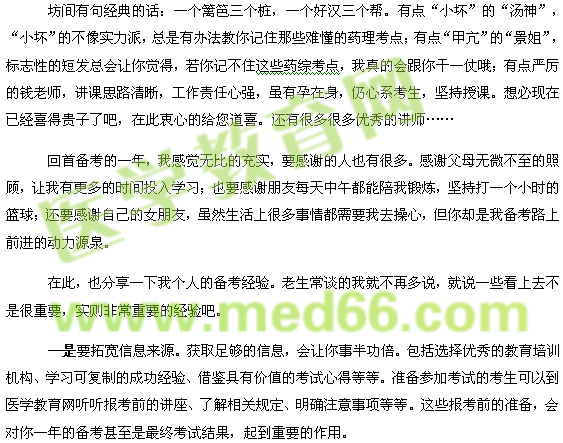 坊间有句经典的话：一个篱笆三个桩，一个好汉三个帮。有点“小坏”的“汤神”，
“小坏”的不像实力派，总是有办法教你记住那些难懂的药理考点；有点“甲亢”的“景姐”，
标志性的短发总会让你觉得，若你记不住这些药综考点，我真的会跟你干一仗哦；有点严厉
的钱老师，讲课思路清晰，工作责任心强，虽有孕在身，仍心系考生，坚持授课。想必现在
已经喜得贵子了吧，在此衷心的给您道喜。还有很多很多优秀的讲师……
回首备考的一年，我感觉无比的充实，要感谢的人也有很多。感谢父母无微不至的照
顾，让我有更多的时间投入学习；也要感谢朋友每天中午都能陪我锻炼，坚持打一个小时的
篮球；还要感谢自己的女朋友，虽然生活上很多事情都需要我去操心，但你却是我备考路上
前进的动力源泉。
在此，也分享一下我个人的备考经验。老生常谈的我就不再多说，就说一些看上去不
是很重要，实则非常重要的经验吧。
一是要拓宽信息来源。获取足够的信息，会让你事半功倍。包括选择优秀的教育培训
机构、学习可复制的成功经验、借鉴具有价值的考试心得等等。准备参加考试的考生可以到
医学教育网听听报考前的讲座、了解相关规定、明确注意事项等等。这些报考前的准备，会
对你一年的备考甚至是最终考试结果，起到重要的作用。
医学教育网
www.med66.com